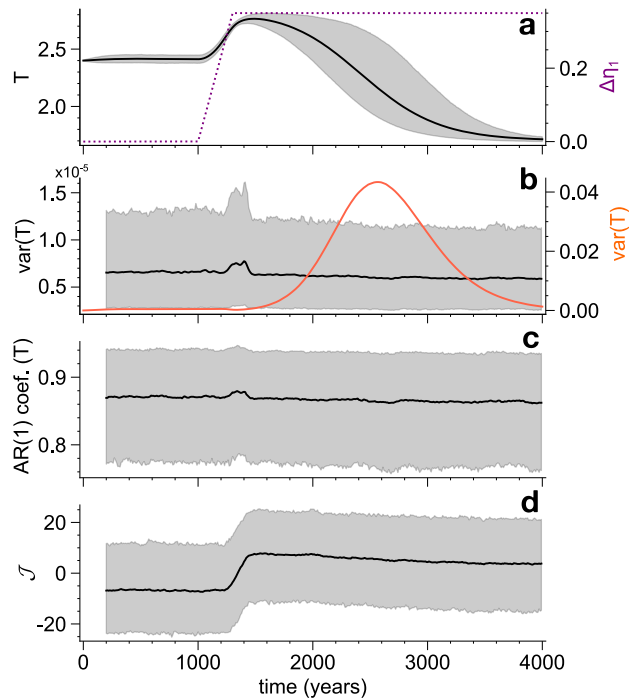 a
T
2.5
2.0
0.2
0.0
Δη₁
x10⁻⁵
b
var(T)
1.5
1.0
0.5
0.04
0.02
0.00
var(T)
c
AR(1) coef. (T)
0.9
0.8
d
𝒥
20
0
-20
0 1000 2000 3000 4000
time (years)